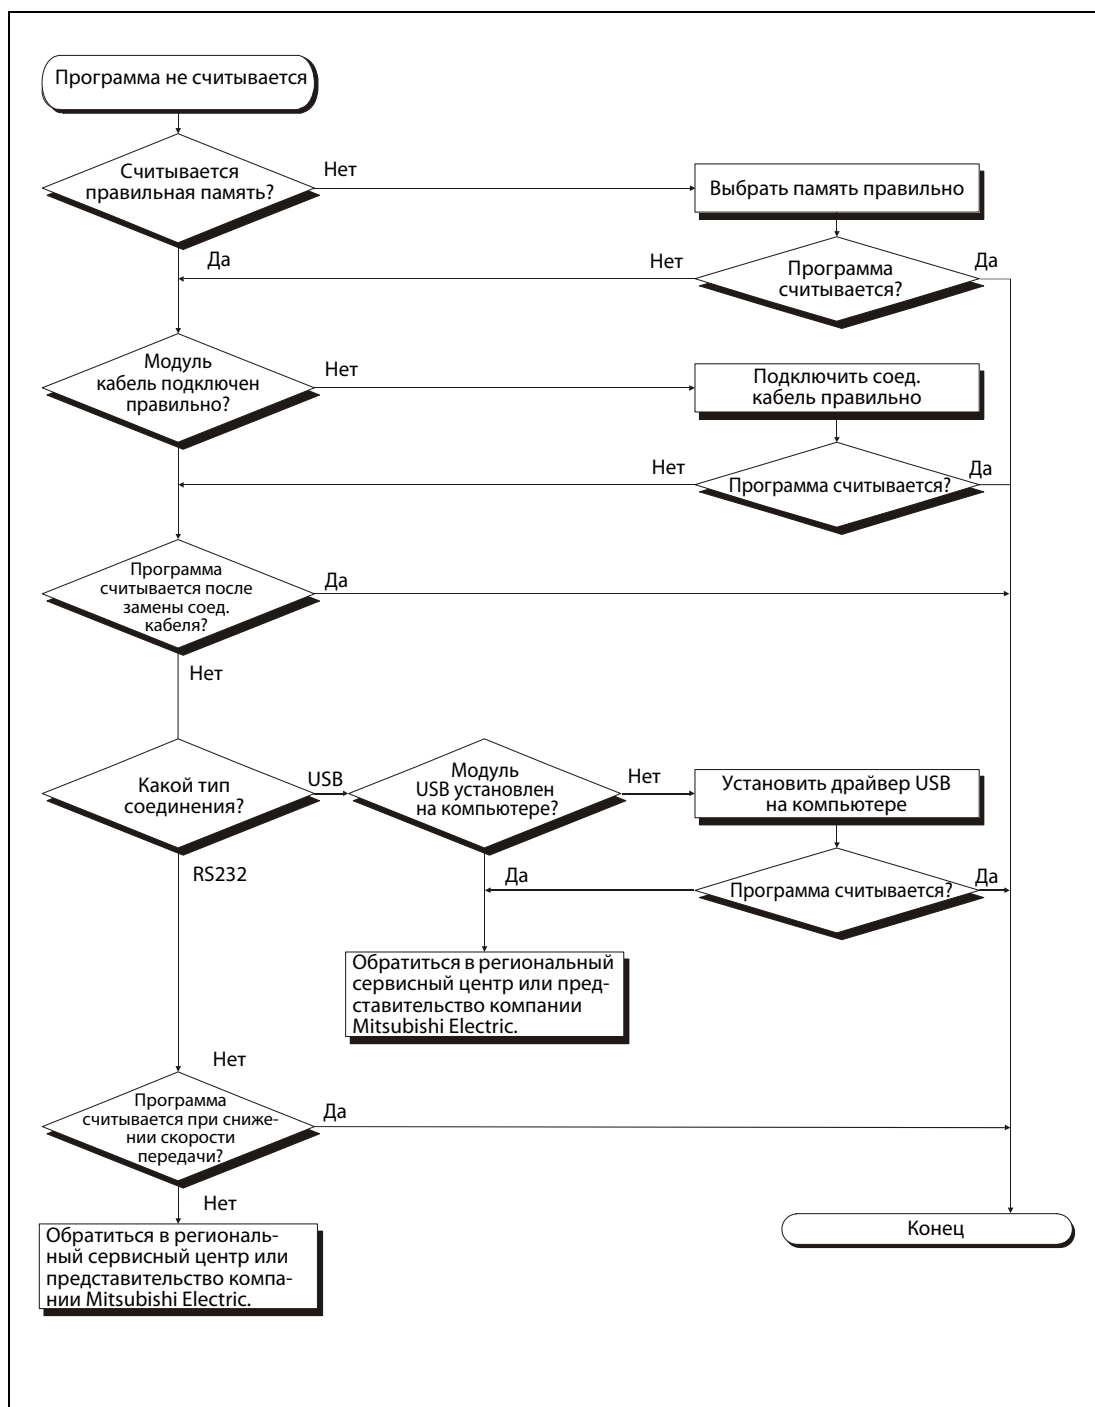 Программа не считывается
Считывается
правильная память?
Нет
Выбрать память правильно
Да
Нет
Программа
считывается?
Да
Модуль
кабель подключен
правильно?
Нет
Подключить соед.
кабель правильно
Нет
Программа считывается?
Да
Программа
считывается после
замены соед.
кабеля?
Да
Нет
Какой тип
соединения?
USB
Модуль
USB установлен
на компьютере?
Нет
Установить драйвер USB
на компьютере
RS232
Да
Программа считывается?
Да
Обратиться в региональный
сервисный центр или пред-
ставительство компании
Mitsubishi Electric.
Нет
Программа
считывается при сниже-
нии скорости
передачи?
Да
Нет
Обратиться в региональ-
ный сервисный центр или
представительство компа-
нии Mitsubishi Electric.
Конец